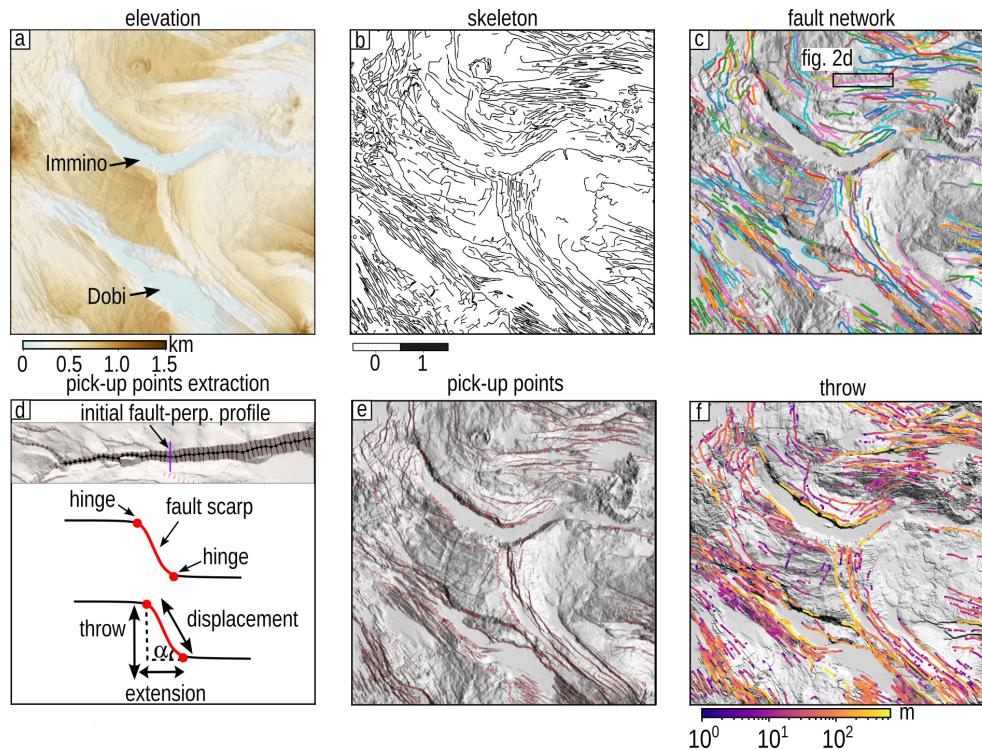 elevation
skeleton
fault network
a
b
c
fig. 2d
Immino
Dobi
km
0 0.5 1.0 1.5
0 1
pick-up points extraction
pick-up points
throw
d
initial fault-perp. profile
e
f
hinge
fault scarp
hinge
displacement
throw
α
extension
m
10⁰ 10¹ 10²